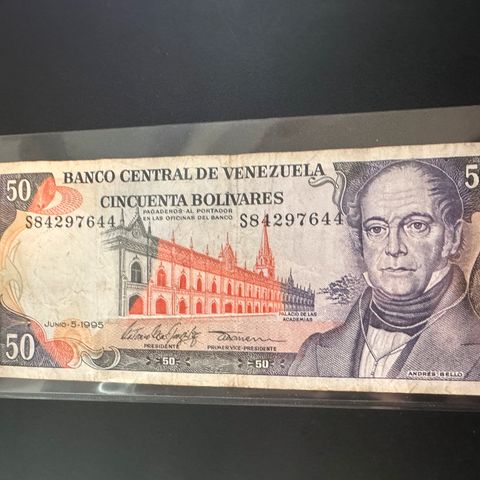 BANCO CENTRAL DE VENEZUELA
50 CINCUENTA BOLIVARES 5
PAGADEROS AL PORTADOR
EN LAS OFICINAS DEL BANCO
S84297644 S84297644
PALACIO DE LAS
ACADEMIAS
JUNIO-5-1995
PRESIDENTE PRIMER VICE-PRESIDENTE
50 -50- -50-
ANDRES BELLO